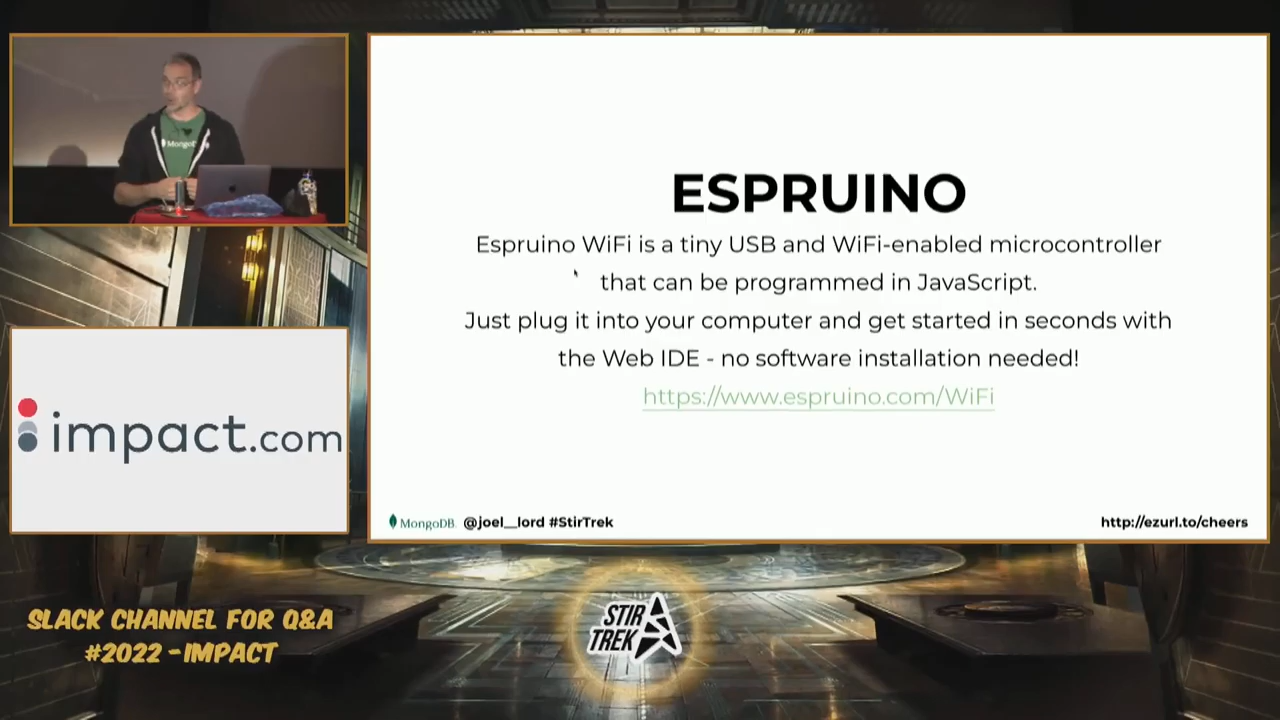 MongoDB
impact.com
SLACK CHANNEL FOR Q&A
#2022 - IMPACT
ESPRUINO
Espruino WiFi is a tiny USB and WiFi-enabled microcontroller
that can be programmed in JavaScript.
Just plug it into your computer and get started in seconds with
the Web IDE - no software installation needed!
https://www.espruino.com/WiFi
MongoDB. @joel__lord #StirTrek
http://ezurl.to/cheers
STIR
TREK